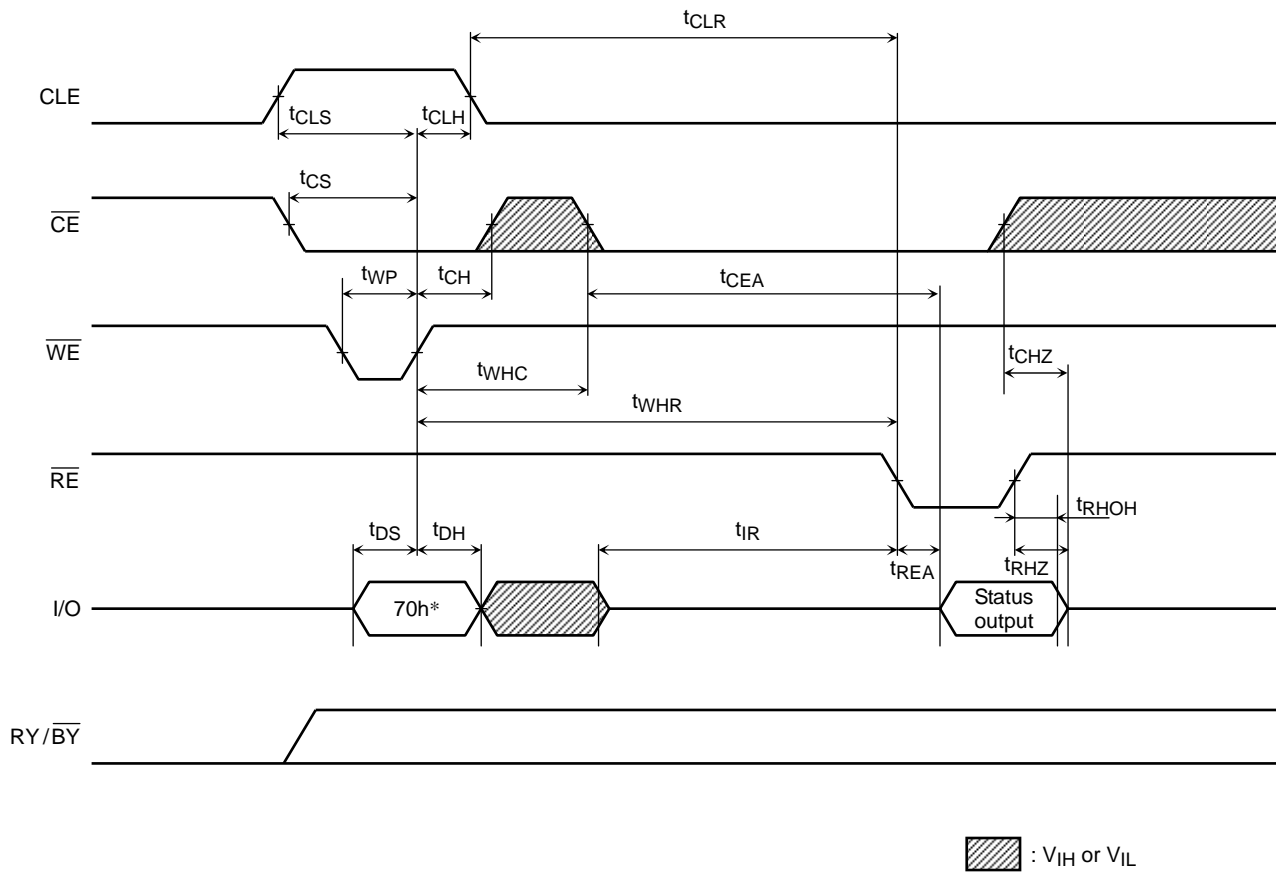 tCLR
CLE
tCLS
tCLH
tCS
CE
tWP
tCH
tCEA
WE
tCHZ
tWHC
tWHR
RE
tRHOH
tDS
tDH
tIR
tREA
tRHZ
I/O
70h*
Status
output
RY/BY
: VIH or VIL